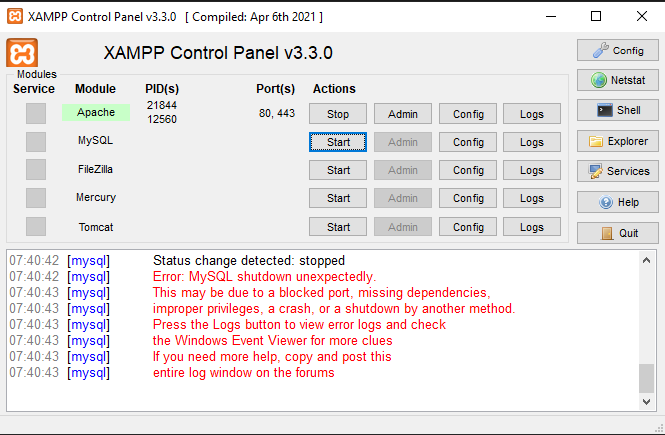 XAMPP Control Panel v3.3.0 [ Compiled: Apr 6th 2021 ]
XAMPP Control Panel v3.3.0
Config
Modules
Service Module PID(s) Port(s) Actions
Netstat
Apache 21844 12560 80, 443 Stop Admin Config Logs
Shell
MySQL Start Admin Config Logs
Explorer
FileZilla Start Admin Config Logs
Services
Mercury Start Admin Config Logs
Help
Tomcat Start Admin Config Logs
Quit
07:40:42 [mysql] Status change detected: stopped
07:40:42 [mysql] Error: MySQL shutdown unexpectedly.
07:40:43 [mysql] This may be due to a blocked port, missing dependencies,
07:40:43 [mysql] improper privileges, a crash, or a shutdown by another method.
07:40:43 [mysql] Press the Logs button to view error logs and check
07:40:43 [mysql] the Windows Event Viewer for more clues
07:40:43 [mysql] If you need more help, copy and post this
07:40:43 [mysql] entire log window on the forums